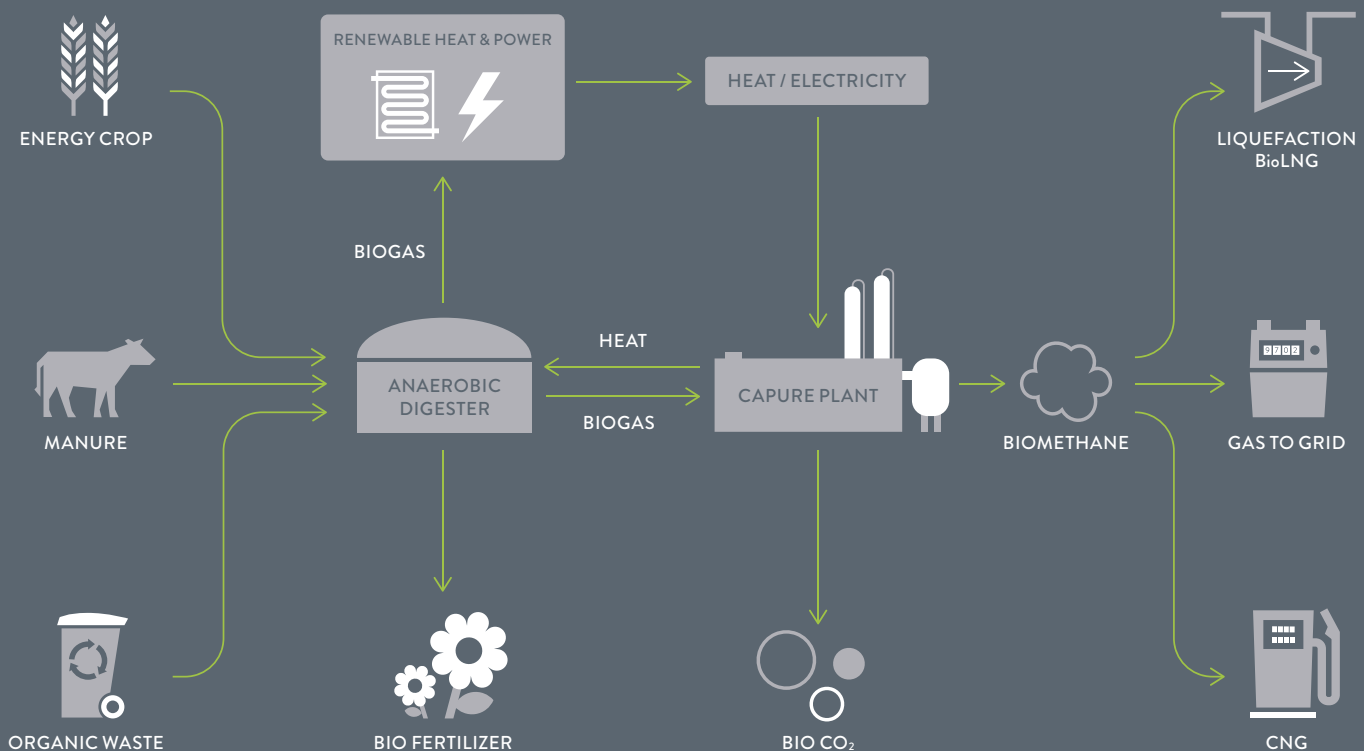 RENEWABLE HEAT & POWER
HEAT / ELECTRICITY
ENERGY CROP
LIQUEFACTION
BioLNG
BIOGAS
HEAT
ANAEROBIC
DIGESTER
CAPURE PLANT
BIOGAS
9702
MANURE
BIOMETHANE
GAS TO GRID
ORGANIC WASTE
BIO FERTILIZER
BIO CO₂
CNG